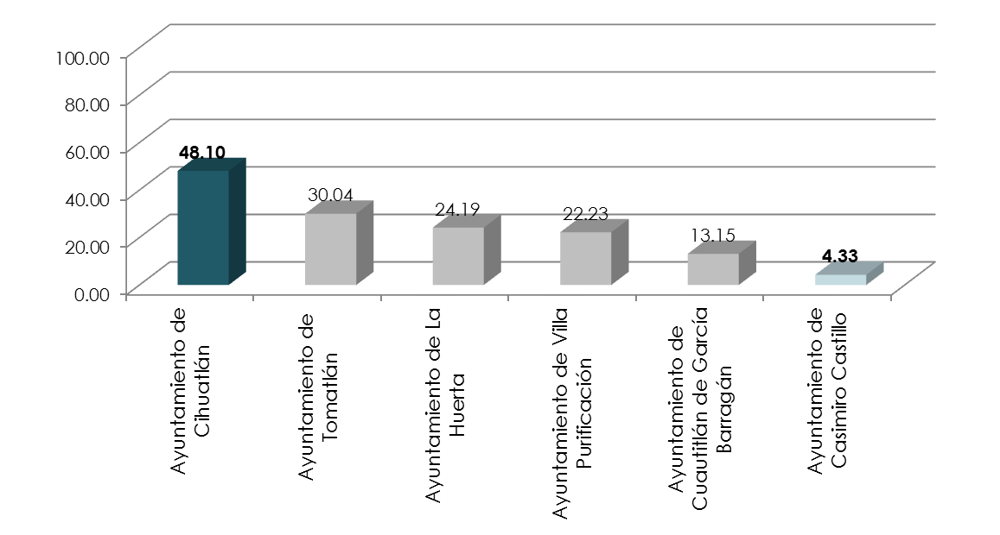 100.00
80.00
60.00
40.00
20.00
0.00
48.10
30.04
24.19
22.23
13.15
4.33
Ayuntamiento de
Cihuatlán
Ayuntamiento de
Tomatlán
Ayuntamiento de La
Huerta
Ayuntamiento de Villa
Purificación
Ayuntamiento de
Cuautitlán de García
Barragán
Ayuntamiento de
Casimiro Castillo